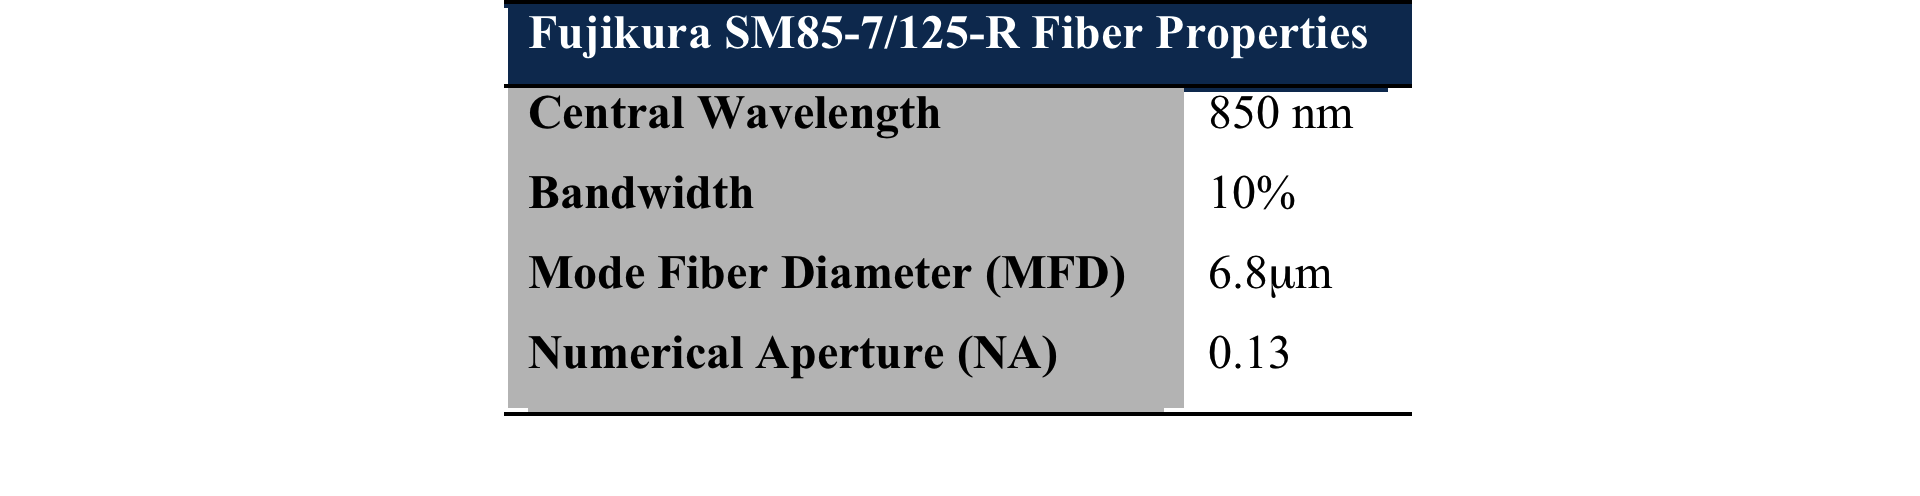 Fujikura SM85-7/125-R Fiber Properties
Central Wavelength 850 nm
Bandwidth 10%
Mode Fiber Diameter (MFD) 6.8μm
Numerical Aperture (NA) 0.13